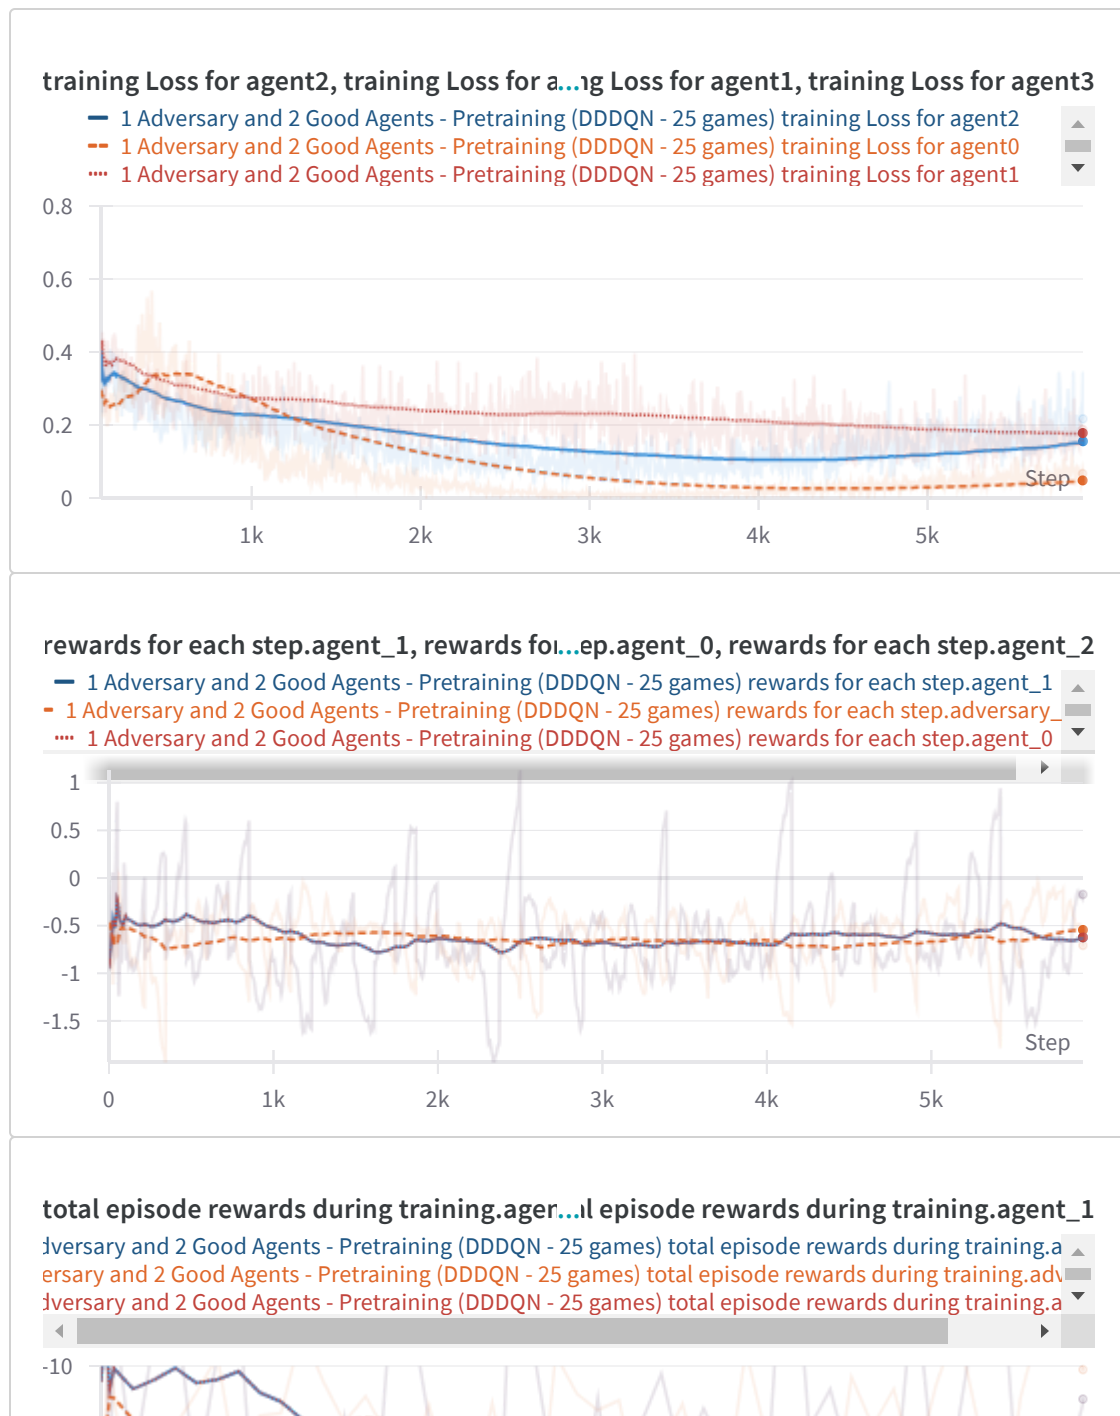 training Loss for agent2, training Loss for a...ng Loss for agent1, training Loss for agent3
1 Adversary and 2 Good Agents - Pretraining (DDDQN - 25 games) training Loss for agent2
1 Adversary and 2 Good Agents - Pretraining (DDDQN - 25 games) training Loss for agent0
1 Adversary and 2 Good Agents - Pretraining (DDDQN - 25 games) training Loss for agent1
0.8
0.6
0.4
0.2
0
Step
1k 2k 3k 4k 5k
rewards for each step.agent_1, rewards for...ep.agent_0, rewards for each step.agent_2
1 Adversary and 2 Good Agents - Pretraining (DDDQN - 25 games) rewards for each step.agent_1
1 Adversary and 2 Good Agents - Pretraining (DDDQN - 25 games) rewards for each step.adversary_
1 Adversary and 2 Good Agents - Pretraining (DDDQN - 25 games) rewards for each step.agent_0
1
0.5
0
-0.5
-1
-1.5
Step
0 1k 2k 3k 4k 5k
total episode rewards during training.agen...al episode rewards during training.agent_1
dversary and 2 Good Agents - Pretraining (DDDQN - 25 games) total episode rewards during training.a
ersary and 2 Good Agents - Pretraining (DDDQN - 25 games) total episode rewards during training.adv
dversary and 2 Good Agents - Pretraining (DDDQN - 25 games) total episode rewards during training.a
-10